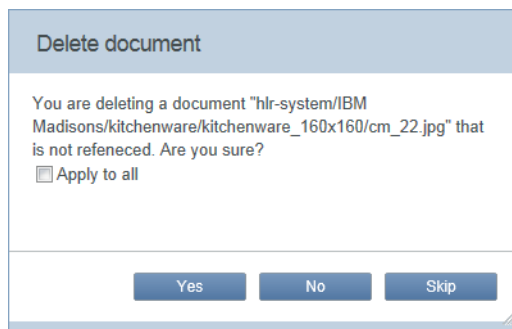 Delete document
You are deleting a document "hlr-system/IBM
Madisons/kitchenware/kitchenware_160x160/cm_22.jpg" that
is not refeneced. Are you sure?
Apply to all
Yes No Skip